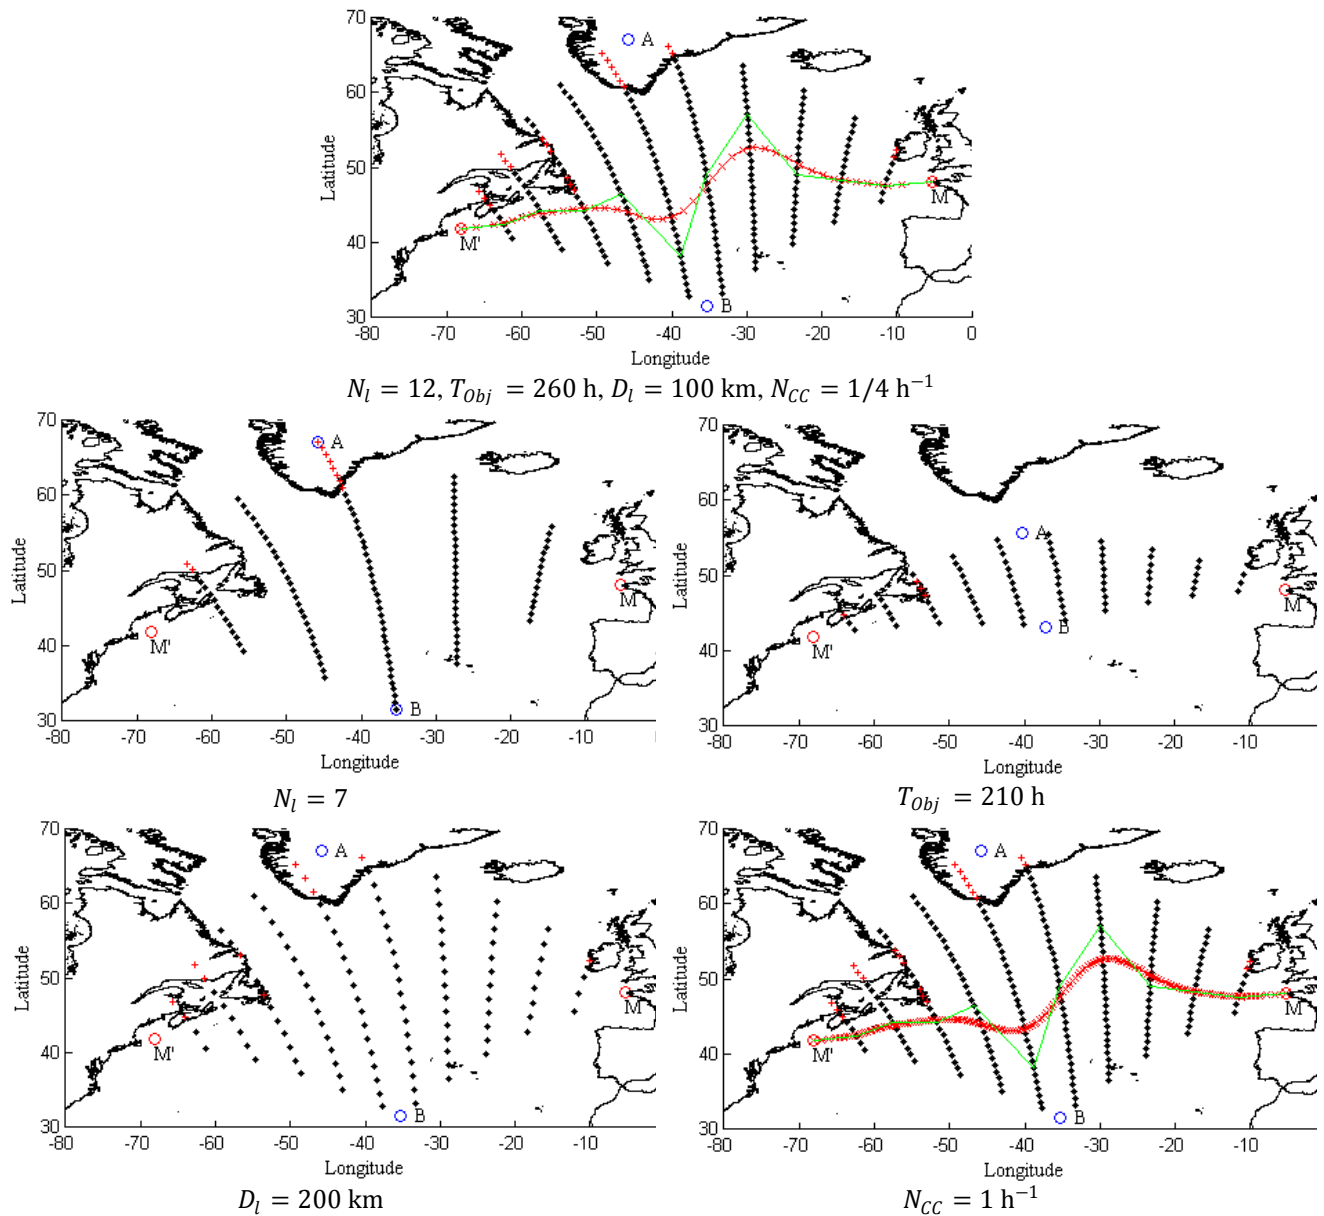 70
60
50
40
30
Latitude
A
M'
M
B
-80 -70 -60 -50 -40 -30 -20 -10 0
Longitude
N_l = 12, T_Obj = 260 h, D_l = 100 km, N_CC = 1/4 h⁻¹
70
60
50
40
30
Latitude
A
M
M'
B
-80 -70 -60 -50 -40 -30 -20 -10
Longitude
N_l = 7
70
60
50
40
30
Latitude
A
M
M'
B
-80 -70 -60 -50 -40 -30 -20 -10
Longitude
T_Obj = 210 h
70
60
50
40
30
Latitude
A
M
M'
B
-80 -70 -60 -50 -40 -30 -20 -10
Longitude
D_l = 200 km
70
60
50
40
30
Latitude
A
M
M'
B
-80 -70 -60 -50 -40 -30 -20 -10
Longitude
N_CC = 1 h⁻¹